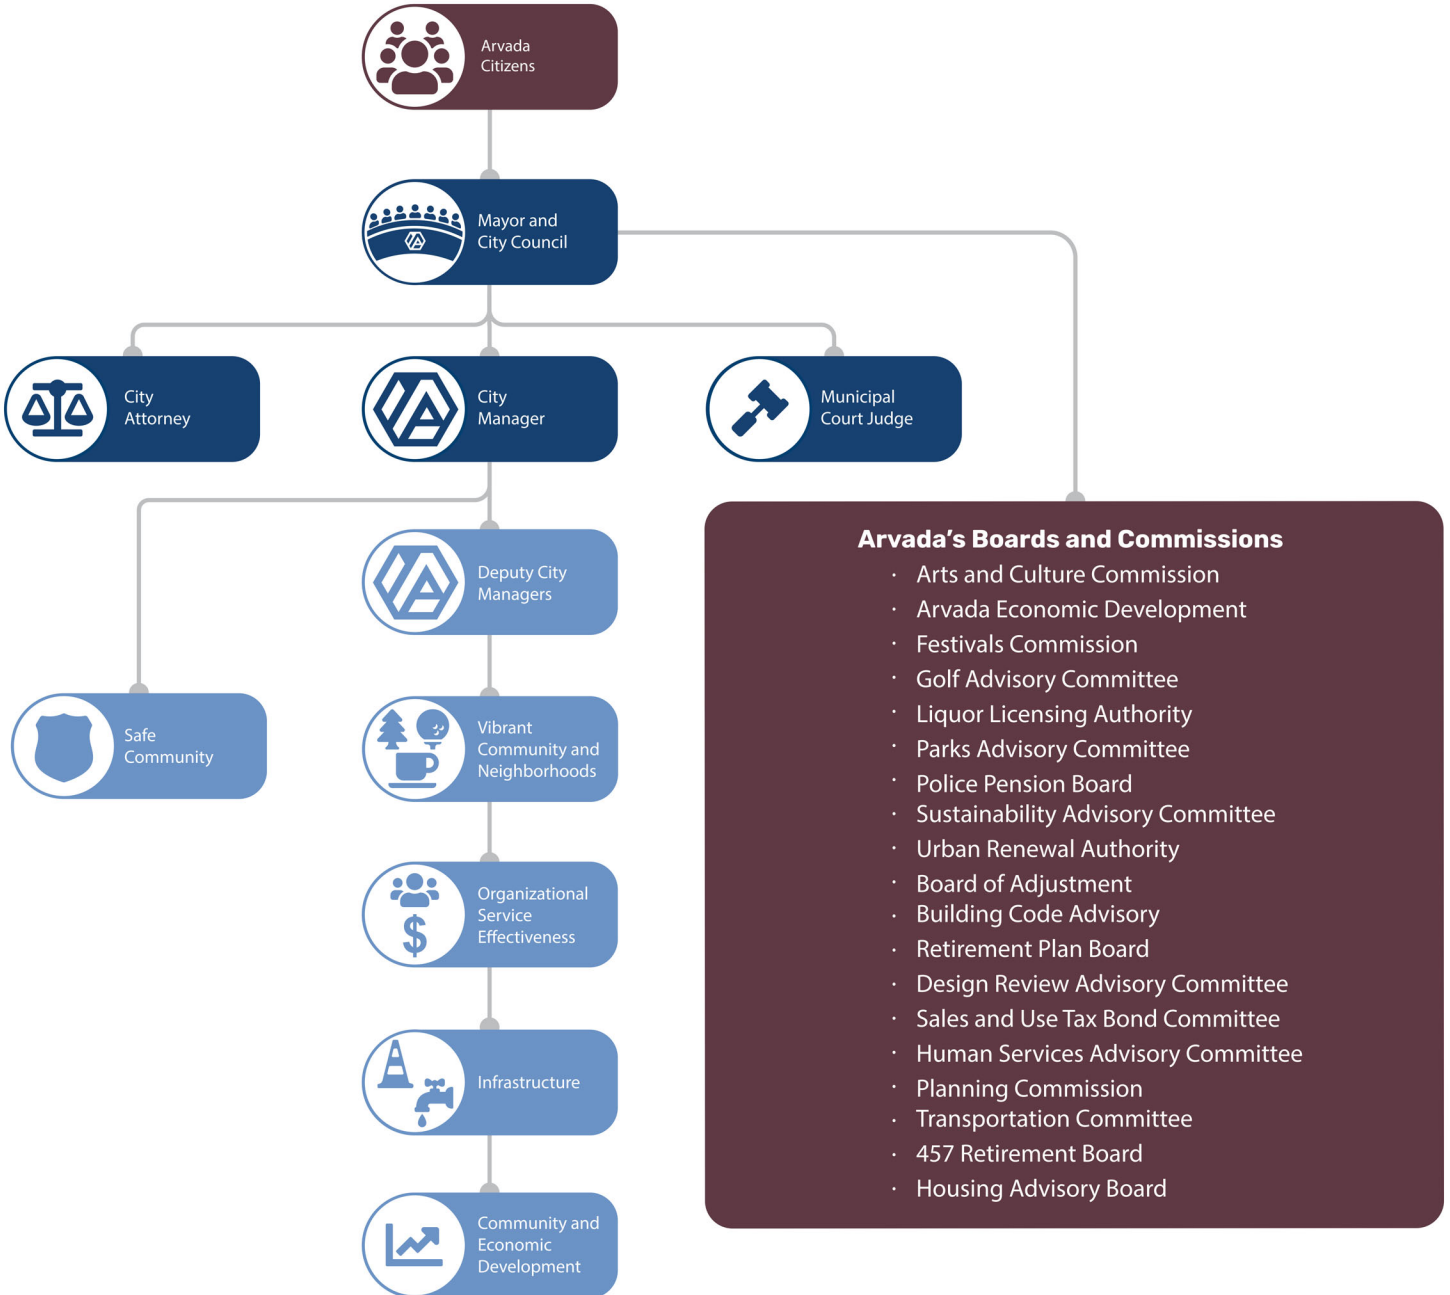 Arvada
Citizens
Mayor and
City Council
City
Attorney
City
Manager
Municipal
Court Judge
Deputy City
Managers
Safe
Community
Vibrant
Community and
Neighborhoods
Organizational
Service
Effectiveness
Infrastructure
Community and
Economic
Development
Arvada’s Boards and Commissions
· Arts and Culture Commission
· Arvada Economic Development
· Festivals Commission
· Golf Advisory Committee
· Liquor Licensing Authority
· Parks Advisory Committee
· Police Pension Board
· Sustainability Advisory Committee
· Urban Renewal Authority
· Board of Adjustment
· Building Code Advisory
· Retirement Plan Board
· Design Review Advisory Committee
· Sales and Use Tax Bond Committee
· Human Services Advisory Committee
· Planning Commission
· Transportation Committee
· 457 Retirement Board
· Housing Advisory Board